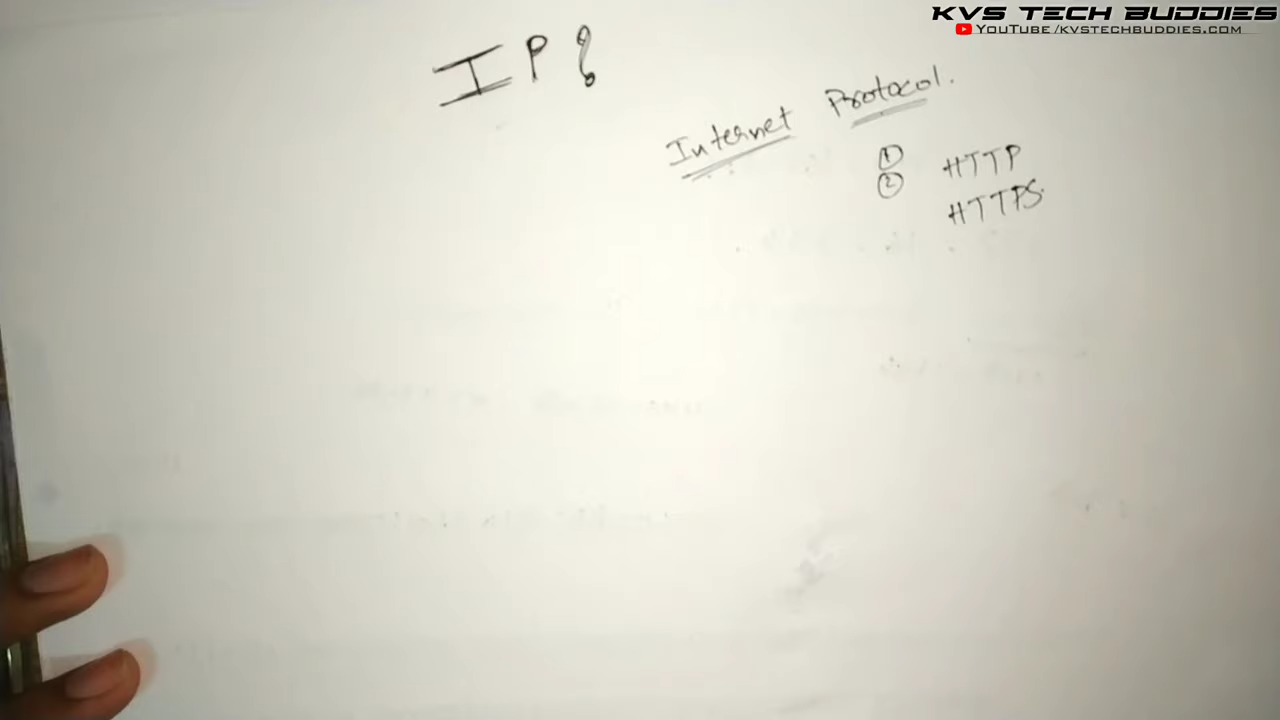 KVS TECH BUDDIES
YOUTUBE/KVSTECHBUDDIES.COM
IP?
Internet Protocol.
① HTTP
② HTTPS